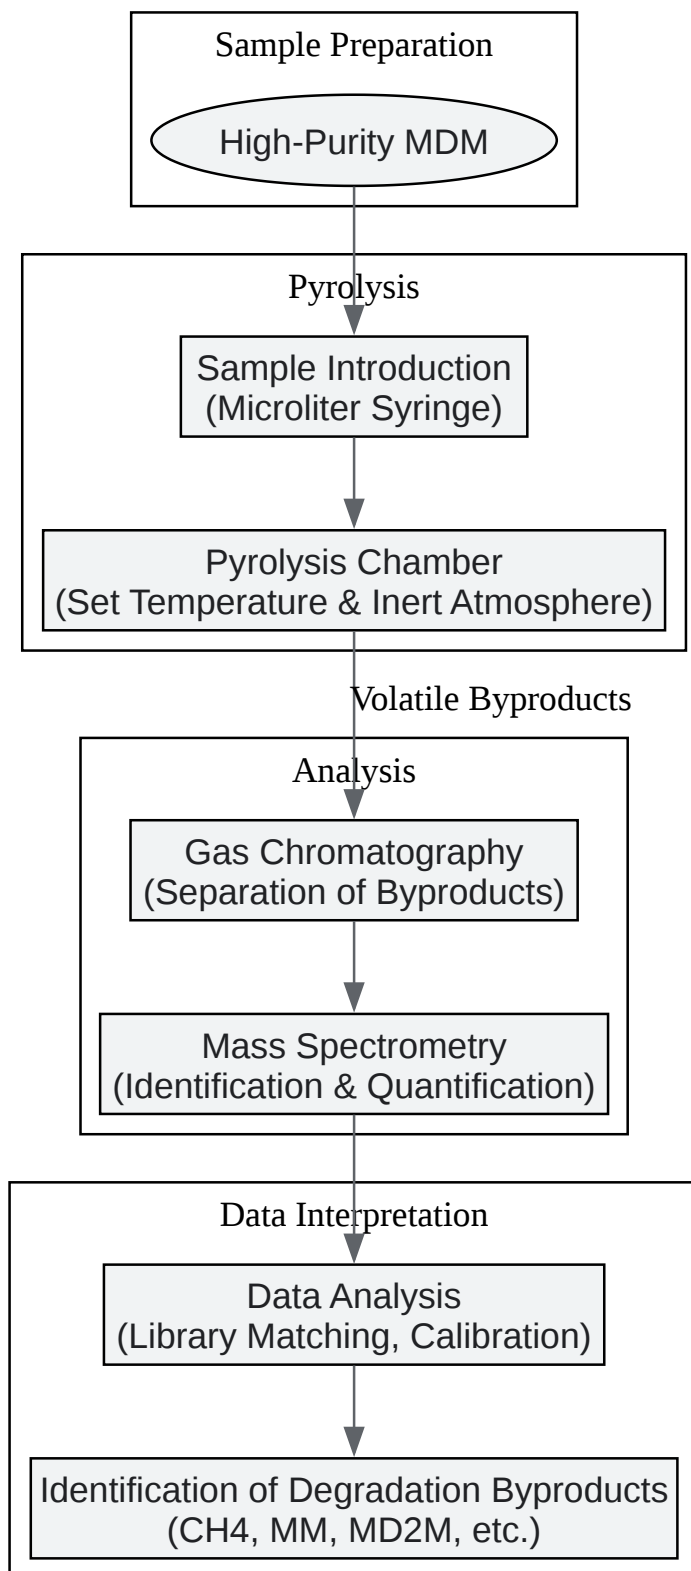 Sample Preparation
High-Purity MDM
Pyrolysis
Sample Introduction
(Microliter Syringe)
Pyrolysis Chamber
(Set Temperature & Inert Atmosphere)
Volatile Byproducts
Analysis
Gas Chromatography
(Separation of Byproducts)
Mass Spectrometry
(Identification & Quantification)
Data Interpretation
Data Analysis
(Library Matching, Calibration)
Identification of Degradation Byproducts
(CH4, MM, MD2M, etc.)